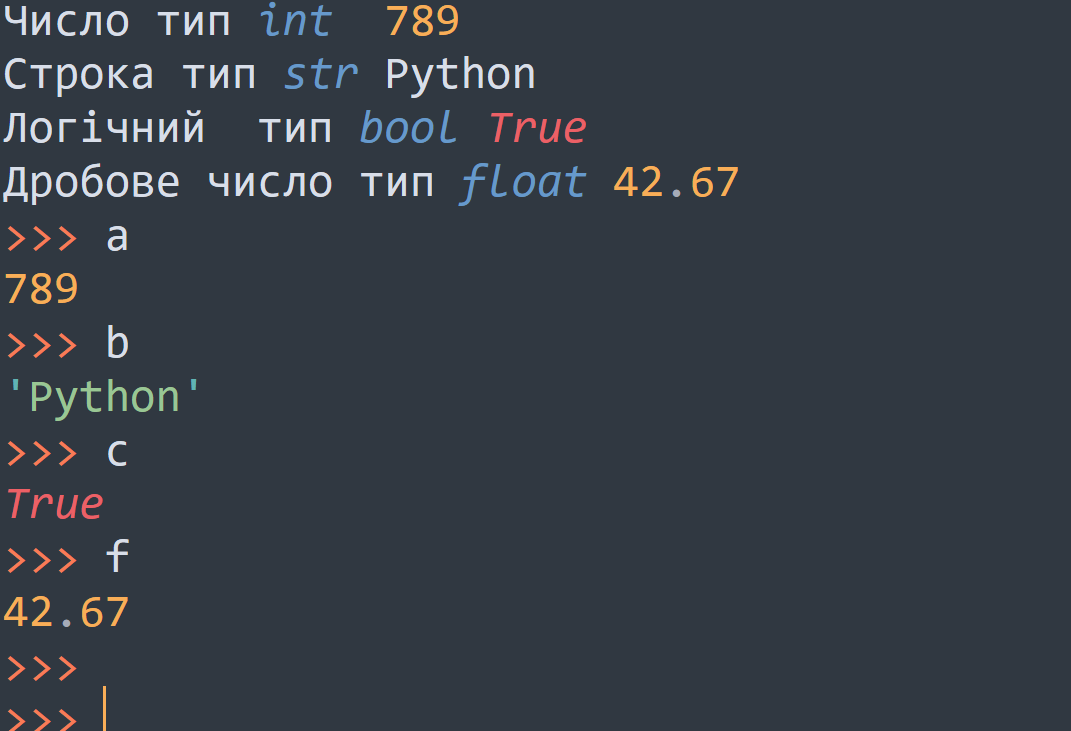 Число тип int  789
Строка тип str Python
Логічний  тип bool True
Дробове число тип float 42.67
>>> a
789
>>> b
'Python'
>>> c
True
>>> f
42.67
>>>
>>>